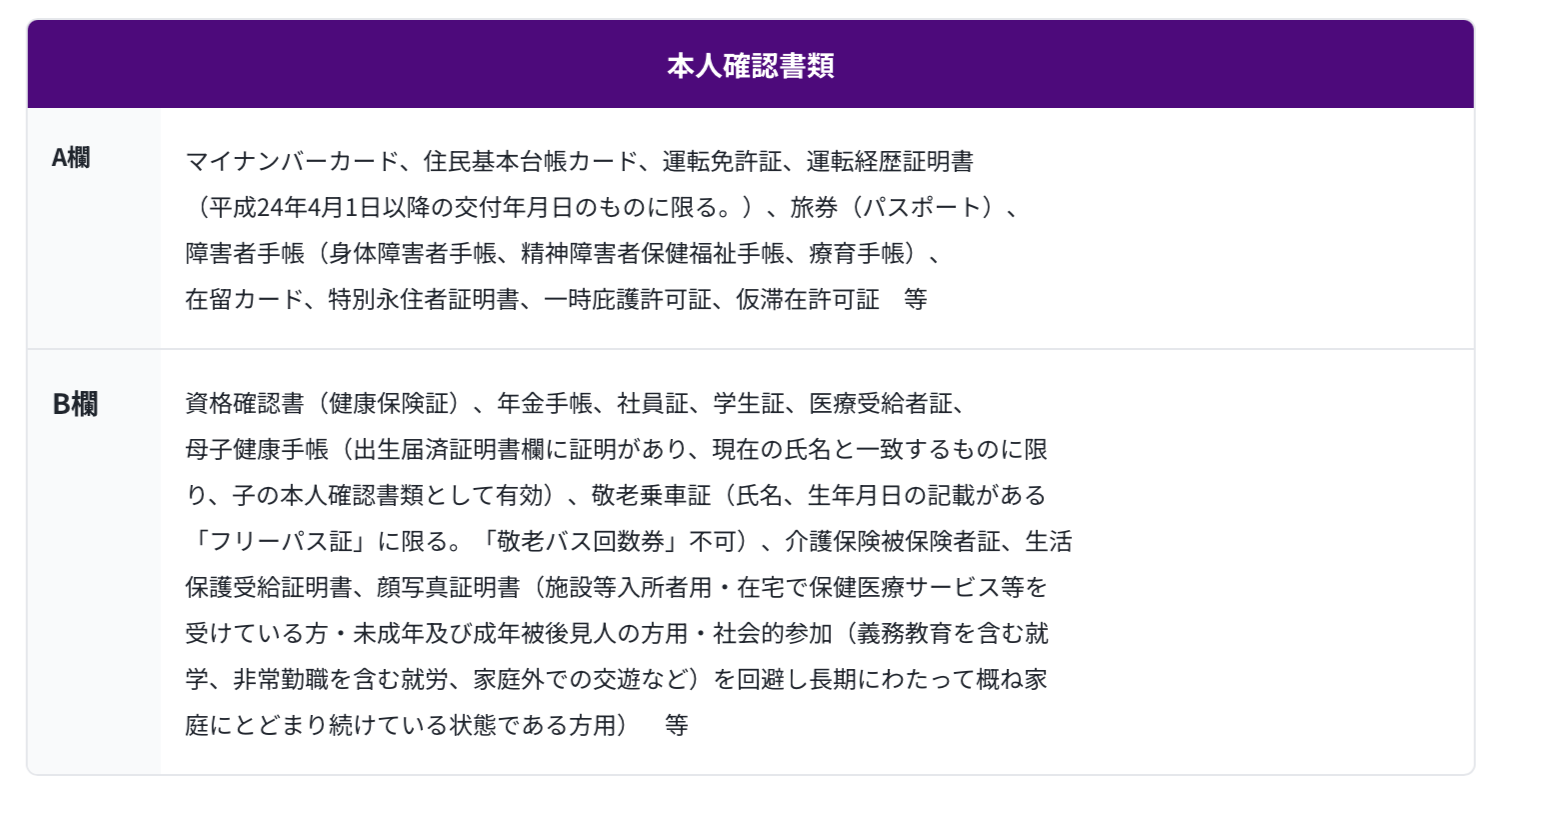 本人確認書類
A欄
マイナンバーカード、住民基本台帳カード、運転免許証、運転経歴証明書
（平成24年4月1日以降の交付年月日のものに限る。）、旅券（パスポート）、
障害者手帳（身体障害者手帳、精神障害者保健福祉手帳、療育手帳）、
在留カード、特別永住者証明書、一時庇護許可証、仮滞在許可証　等
B欄
資格確認書（健康保険証）、年金手帳、社員証、学生証、医療受給者証、
母子健康手帳（出生届済証明書欄に証明があり、現在の氏名と一致するものに限
り、子の本人確認書類として有効）、敬老乗車証（氏名、生年月日の記載がある
「フリーパス証」に限る。「敬老バス回数券」不可）、介護保険被保険者証、生活
保護受給証明書、顔写真証明書（施設等入所者用・在宅で保健医療サービス等を
受けている方・未成年及び成年被後見人の方用・社会的参加（義務教育を含む就
学、非常勤職を含む就労、家庭外での交遊など）を回避し長期にわたって概ね家
庭にとどまり続けている状態である方用）　等